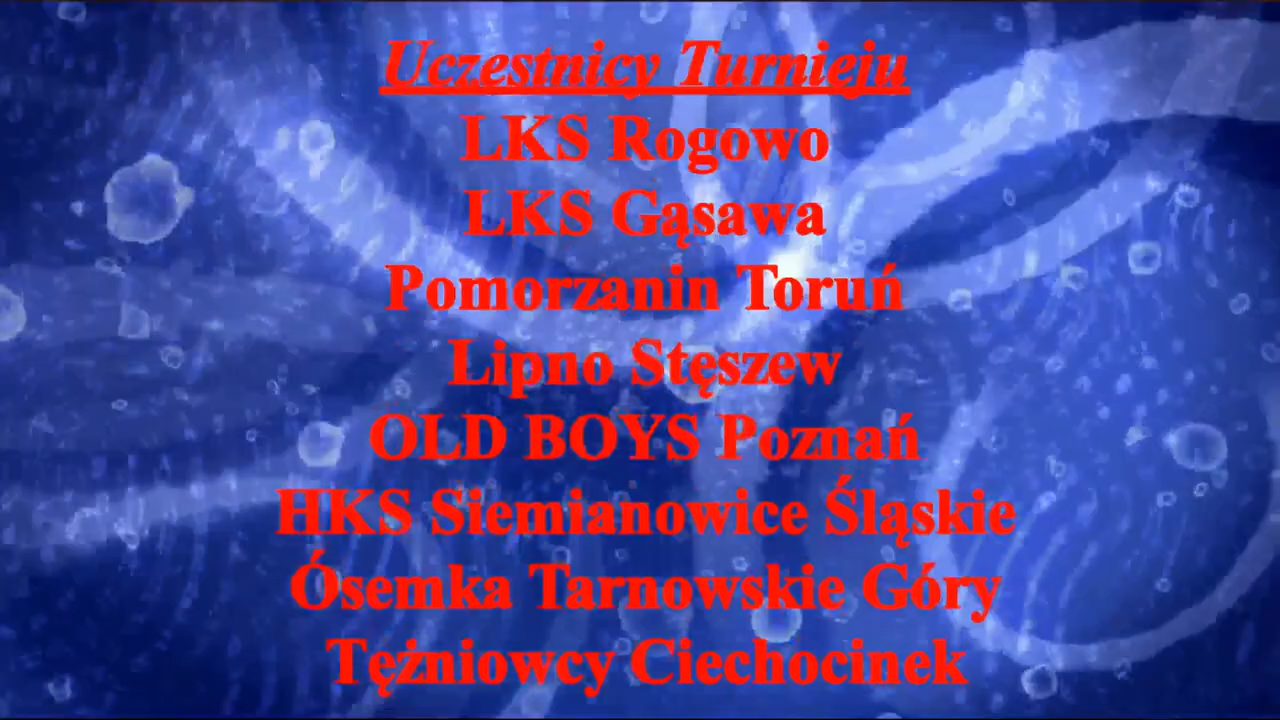 Uczestnicy Turnieju
LKS Rogowo
LKS Gąsawa
Pomorzanin Toruń
Lipno Stęszew
OLD BOYS Poznań
HKS Siemianowice Śląskie
Ósemka Tarnowskie Góry
Tężniowcy Ciechocinek